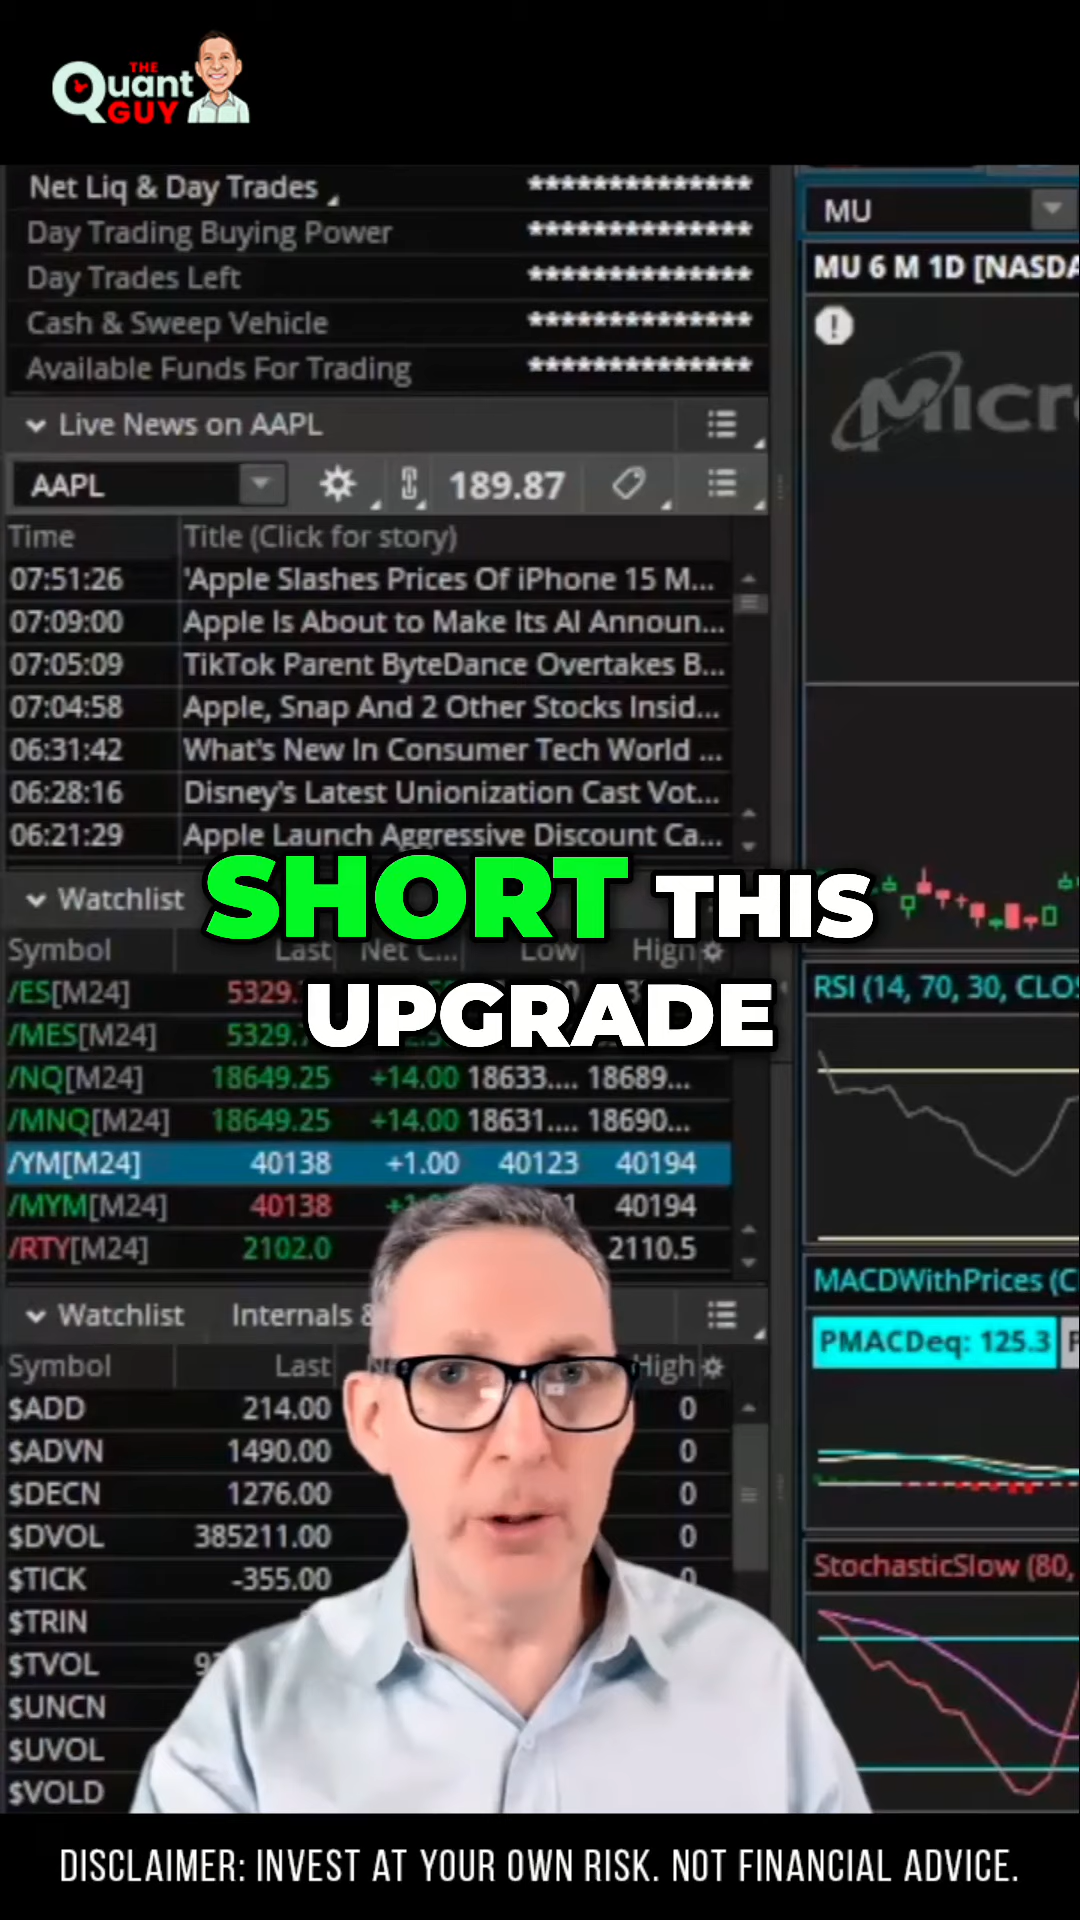 THE
Quant
GUY
Net Liq & Day Trades **************
Day Trading Buying Power **************
Day Trades Left **************
Cash & Sweep Vehicle **************
Available Funds For Trading **************
MU
MU 6 M 1D [NASDA
Micr
Live News on AAPL
AAPL 189.87
Time Title (Click for story)
07:51:26 'Apple Slashes Prices Of iPhone 15 M...
07:09:00 Apple Is About to Make Its AI Announ...
07:05:09 TikTok Parent ByteDance Overtakes B...
07:04:58 Apple, Snap And 2 Other Stocks Insid...
06:31:42 What's New In Consumer Tech World ...
06:28:16 Disney's Latest Unionization Cast Vot...
06:21:29 Apple Launch Aggressive Discount Ca...
SHORT THIS
UPGRADE
Watchlist
Symbol Last Net C... Low High
/ES[M24] 5329.
/MES[M24] 5329.
/NQ[M24] 18649.25 +14.00 18633.... 18689...
/MNQ[M24] 18649.25 +14.00 18631.... 18690...
/YM[M24] 40138 +1.00 40123 40194
/MYM[M24] 40138 40194
/RTY[M24] 2102.0 2110.5
RSI (14, 70, 30, CLOS
MACDWithPrices (C
PMACDeq: 125.3
StochasticSlow (80,
Watchlist Internals &
Symbol Last High
$ADD 214.00 0
$ADVN 1490.00 0
$DECN 1276.00 0
$DVOL 385211.00 0
$TICK -355.00 0
$TRIN
$TVOL
$UNCN
$UVOL
$VOLD
DISCLAIMER: INVEST AT YOUR OWN RISK. NOT FINANCIAL ADVICE.